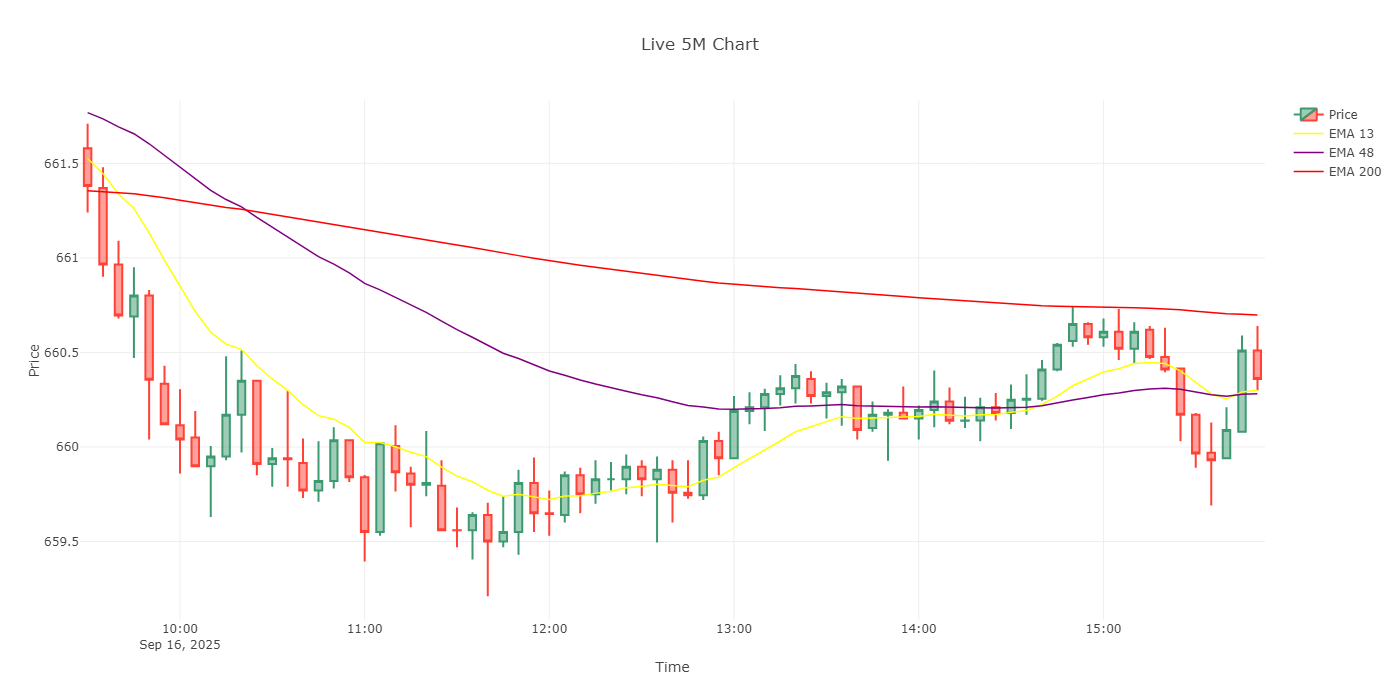 Live 5M Chart
Price
EMA 13
EMA 48
EMA 200
661.5
661
660.5
660
659.5
Price
10:00
11:00
12:00
13:00
14:00
15:00
Sep 16, 2025
Time